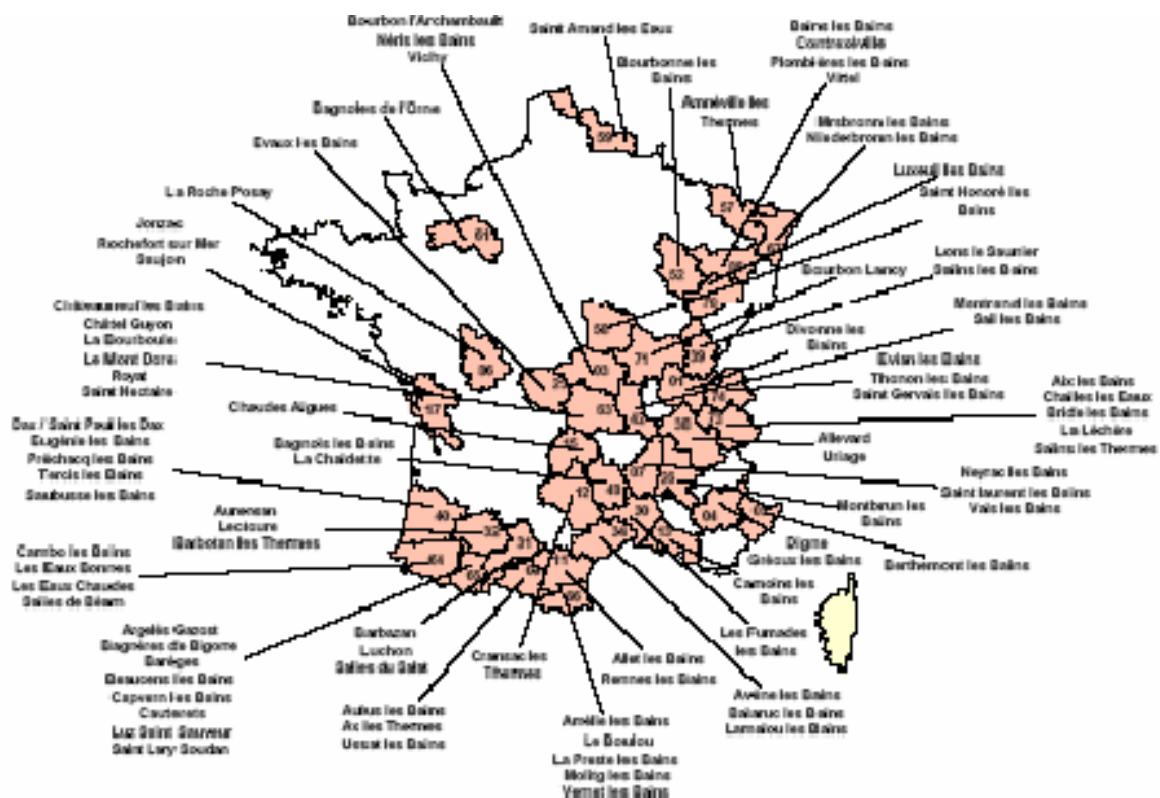 Bourbon l'Archambault
Néris les Bains
Vichy
Saint Amand les Eaux
Bourbonne les
Bains
Bains les Bains
Contrexéville
Plombières les Bains
Vittel
Amnéville les
Thermes
Bagnoles de l'Orne
Morsbronn les Bains
Niederbronn les Bains
Evaux les Bains
Luxeuil les Bains
Saint Honoré les
Bains
La Roche Posay
Jonzac
Rochefort sur Mer
Saujon
Lons le Saunier
Salins les Bains
Bourbon Lancy
Châteauneuf les Bains
Châtel Guyon
La Bourboule
Le Mont Dore
Royat
Saint Nectaire
Montrond les Bains
Sail les Bains
Divonne les
Bains
Evian les Bains
Thonon les Bains
Saint Gervais les Bains
Aix les Bains
Challes les Eaux
Bride les Bains
La Léchère
Salins les Thermes
Chaudes Aigues
Dax / Saint Paul les Dax
Eugénie les Bains
Préchacq les Bains
Tercis les Bains
Saubusse les Bains
Bagnols les Bains
La Chaldette
Allevard
Uriage
Neyrac les Bains
Saint laurent les Bains
Vals les Bains
Aurensan
Lectoure
Barbotan les Thermes
Montbrun les
Bains
Cambo les Bains
Les Eaux Bonnes
Les Eaux Chaudes
Salies de Béarn
Digne
Gréoux les Bains
Berthemont les Bains
Camoins les
Bains
Argelès Gazost
Bagnères de Bigorre
Barèges
Beaucens les Bains
Capvern les Bains
Cauterets
Luz Saint Sauveur
Saint Lary Soudan
Barbazan
Luchon
Salies du Salat
Cransac les
Thermes
Allet les Bains
Rennes les Bains
Les Fumades
les Bains
Aulus les Bains
Ax les Thermes
Ussat les Bains
Amélie les Bains
Le Boulou
La Preste les Bains
Molitg les Bains
Vernet les Bains
Avène les Bains
Balaruc les Bains
Lamalou les Bains
59
57
67
61
52
70
58
71
39
86
03
01
74
17
63
15
07
12
48
30
04
40
32
31
34
13
64
11
66